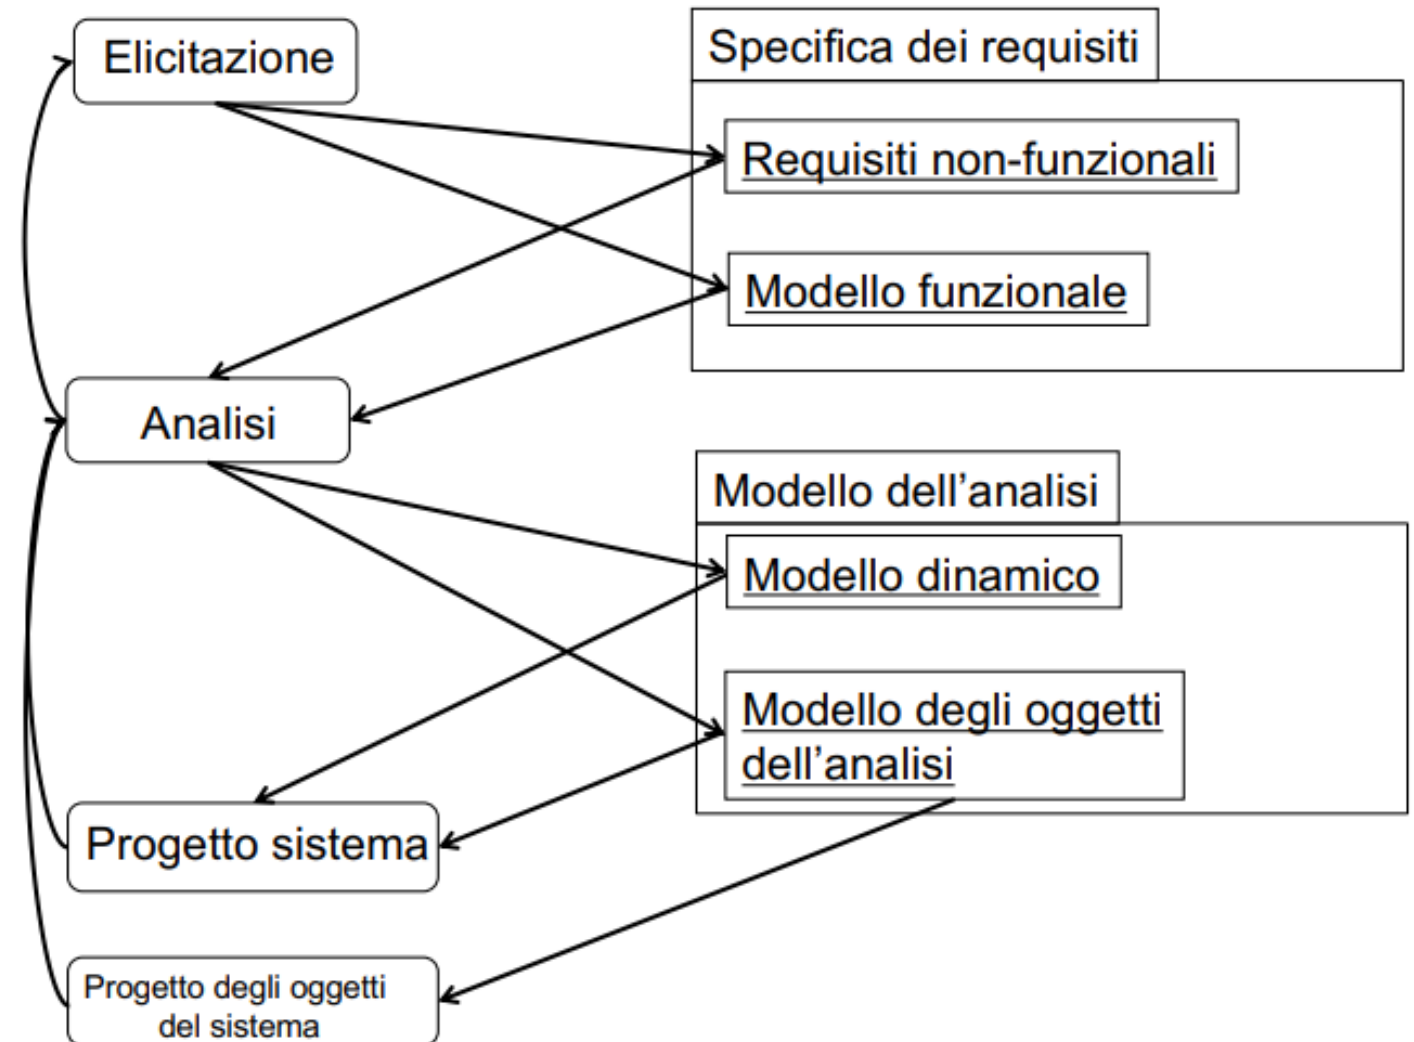 Elicitazione
Specifica dei requisiti
Requisiti non-funzionali
Modello funzionale
Analisi
Modello dell’analisi
Modello dinamico
Modello degli oggetti
dell’analisi
Progetto sistema
Progetto degli oggetti
del sistema